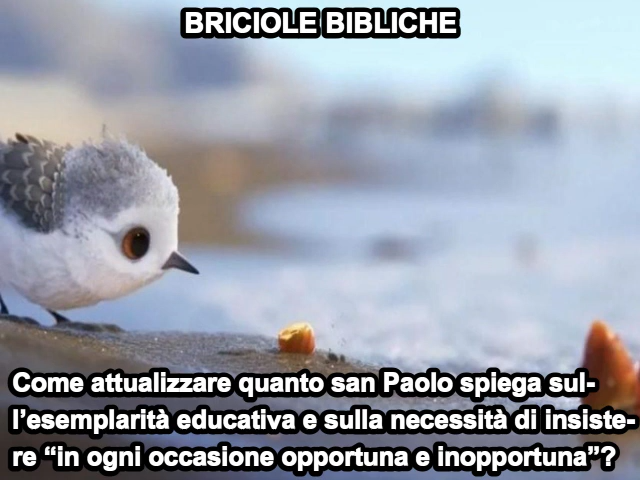 BRICIOLE BIBLICHE
Come attualizzare quanto san Paolo spiega sul-
l’esemplarità educativa e sulla necessità di insiste-
re “in ogni occasione opportuna e inopportuna”?